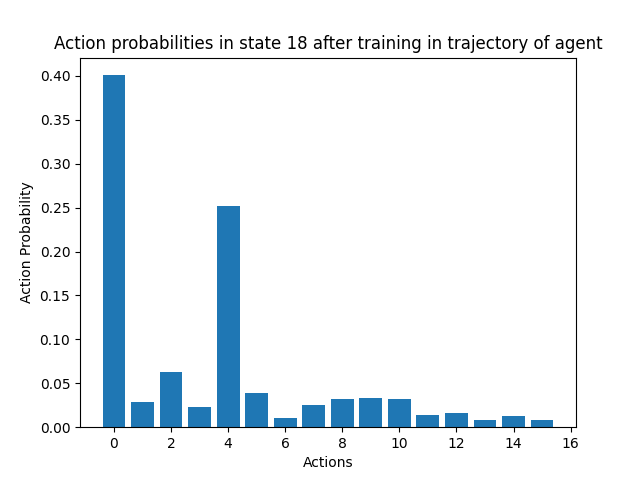 Action probabilities in state 18 after training in trajectory of agent
0.40
0.35
0.30
0.25
0.20
0.15
0.10
0.05
0.00
Action Probability
0 2 4 6 8 10 12 14 16
Actions